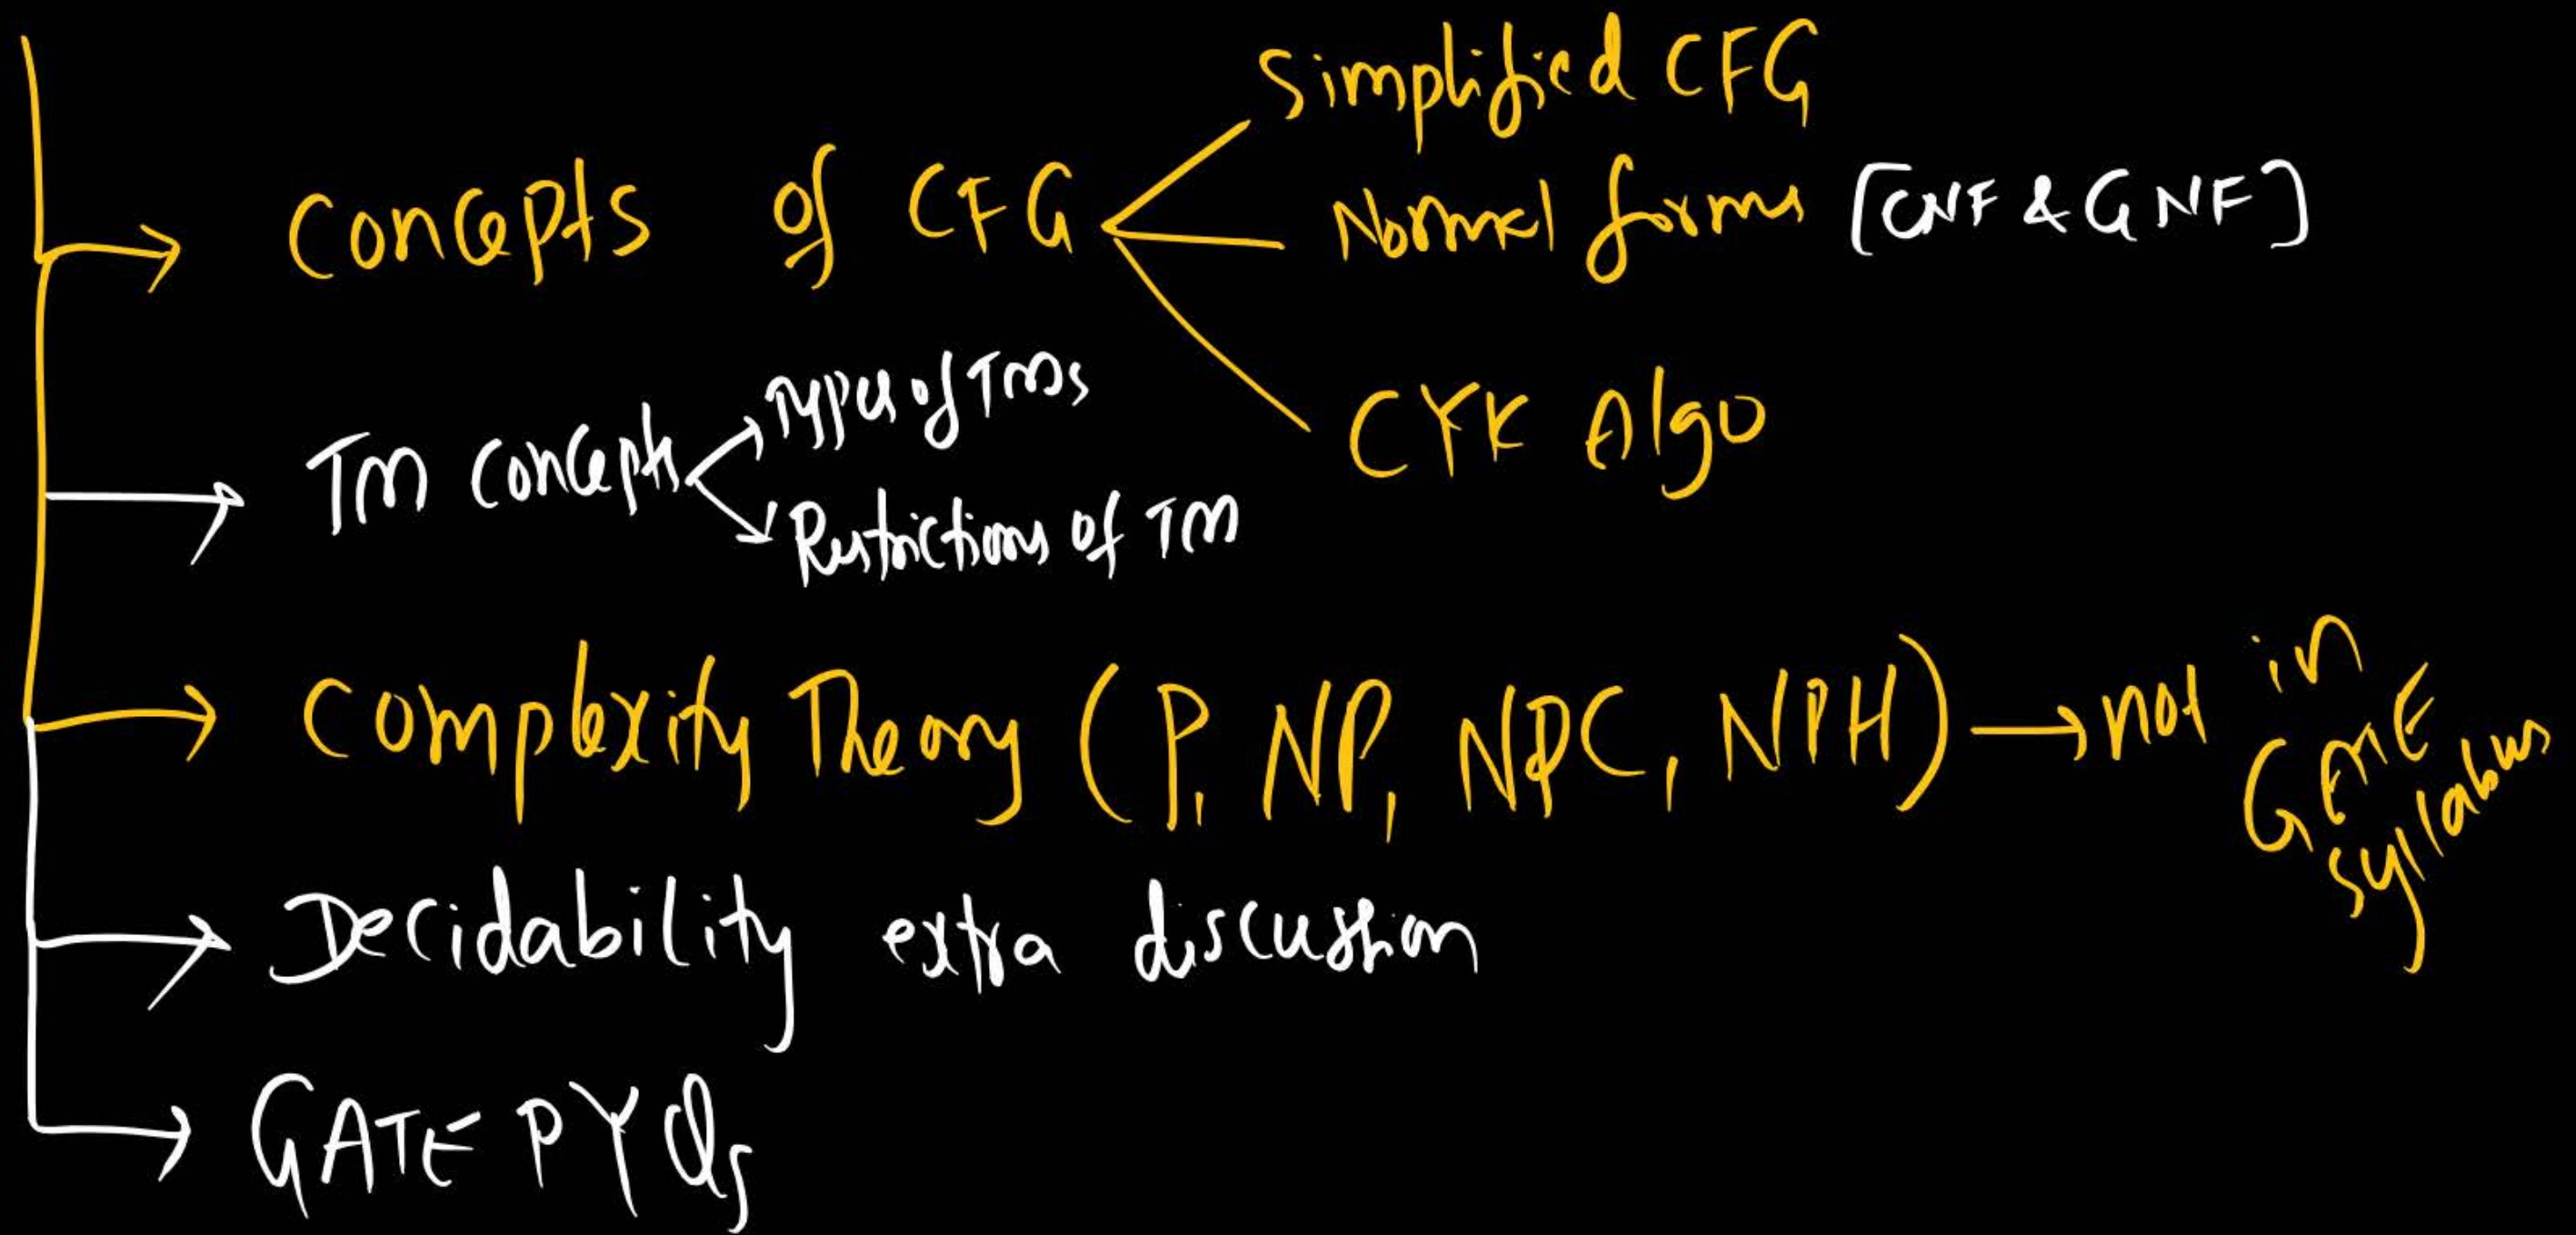 Simplified CFG
Concepts of CFG
Normal forms [CNF & GNF]
CYK Algo
TM Concepts
Types of TMs
Restrictions of TM
Complexity Theory (P, NP, NPC, NPH) → not in
GATE
syllabus
Decidability extra discussion
GATE PYQs